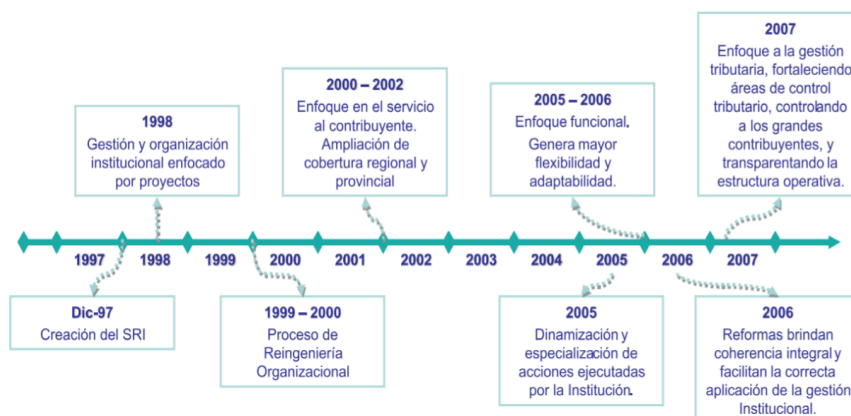 2007
Enfoque a la gestión
tributaria, fortaleciendo
áreas de control
tributario, controlando
a los grandes
contribuyentes, y
transparentando la
estructura operativa.
2000 – 2002
Enfoque en el servicio
al contribuyente.
Ampliación de
cobertura regional y
provincial
2005 – 2006
Enfoque funcional.
Genera mayor
flexibilidad y
adaptabilidad.
1998
Gestión y organización
institucional enfocado
por proyectos
1997 1998 1999 2000 2001 2002 2003 2004 2005 2006 2007
Dic-97
Creación del SRI
1999 – 2000
Proceso de
Reingeniería
Organizacional
2005
Dinamización y
especialización de
acciones ejecutadas
por la Institución.
2006
Reformas brindan
coherencia integral y
facilitan la correcta
aplicación de la gestión
Institucional.